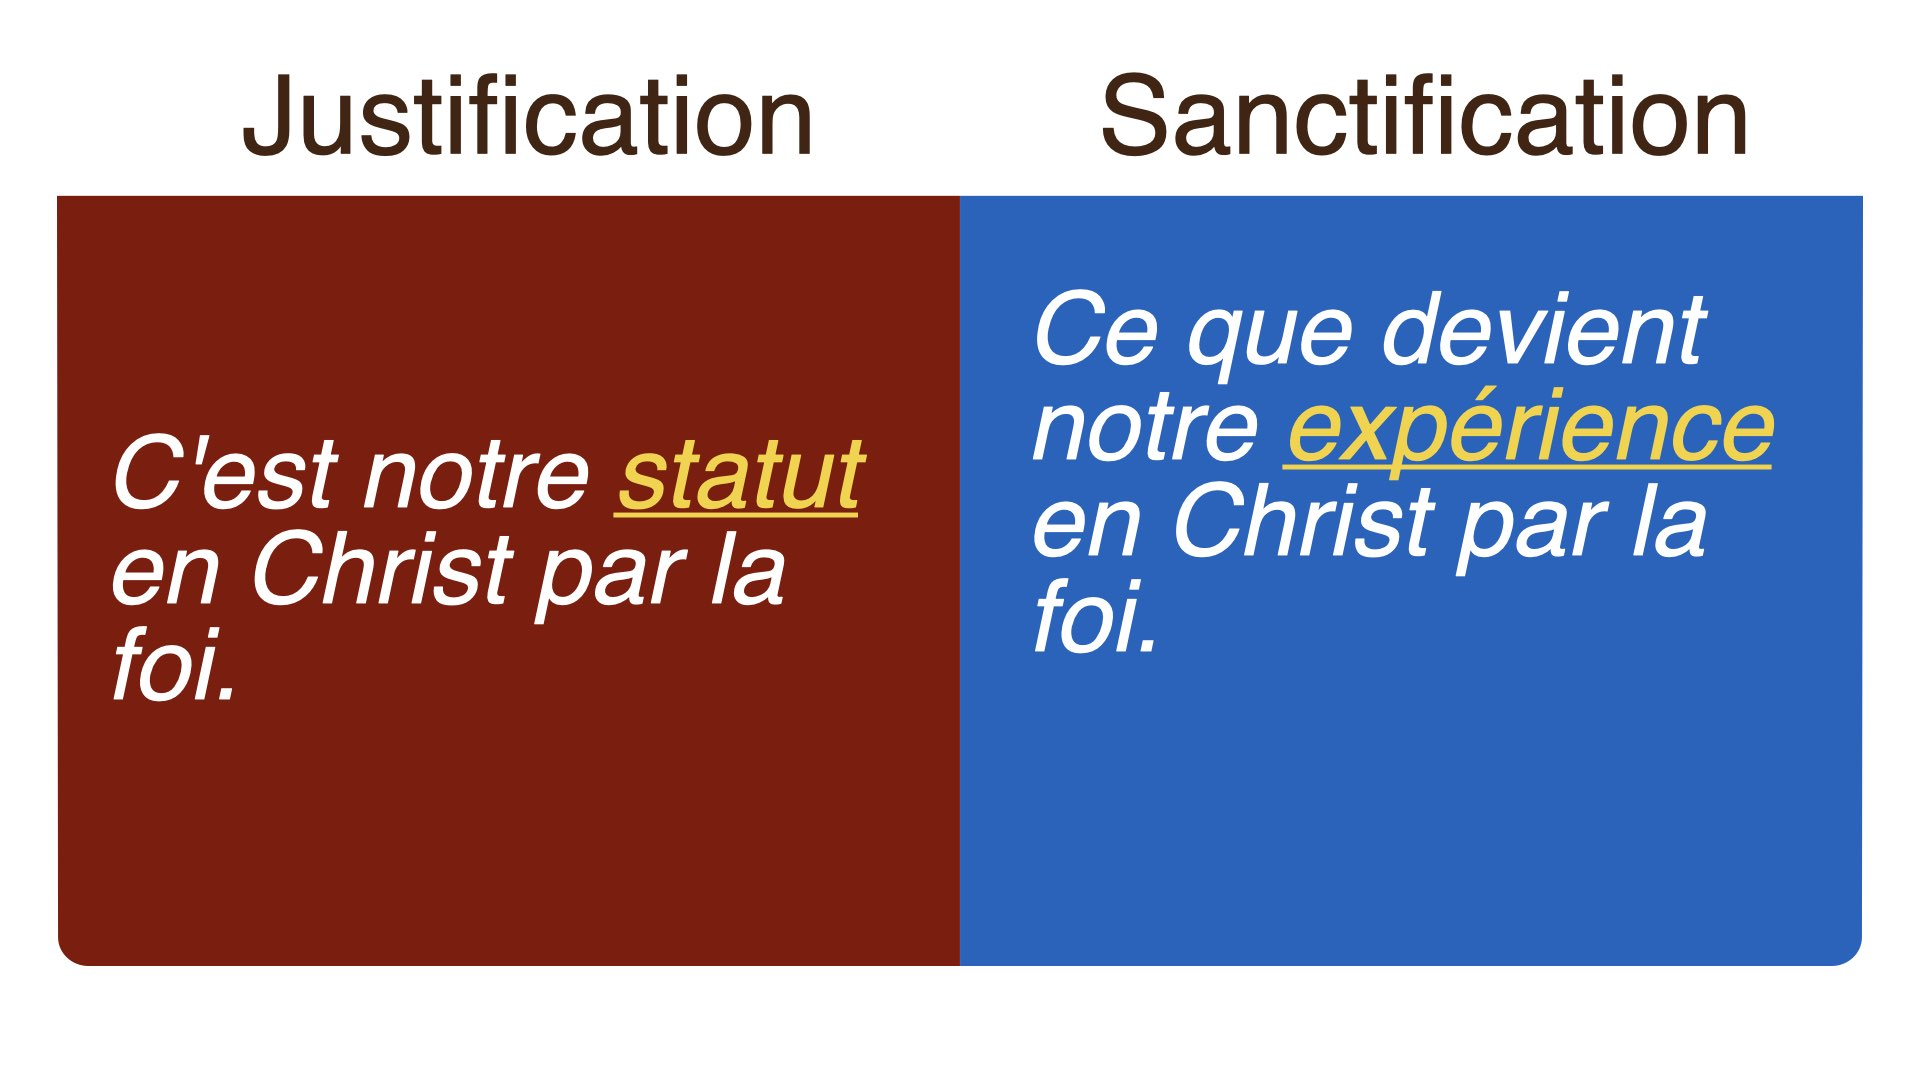 Justification
Sanctification
C'est notre statut
en Christ par la
foi.
Ce que devient
notre expérience
en Christ par la
foi.